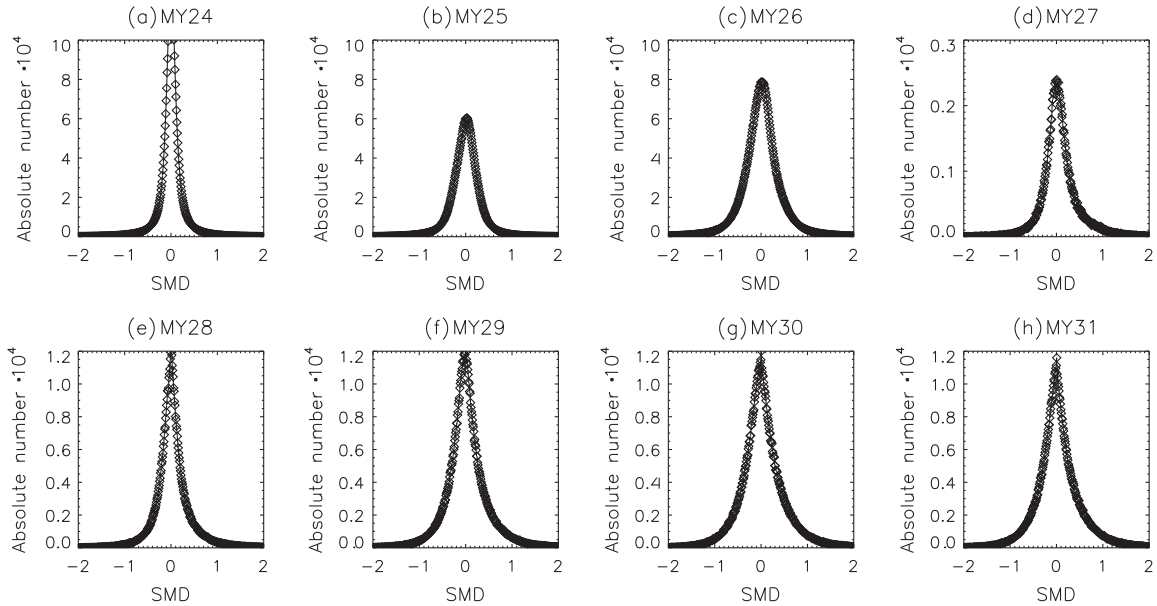 (a)MY24
Absolute number •10⁴
10
8
6
4
2
0
−2 −1 0 1 2
SMD
(b)MY25
Absolute number •10⁴
10
8
6
4
2
0
−2 −1 0 1 2
SMD
(c)MY26
Absolute number •10⁴
10
8
6
4
2
0
−2 −1 0 1 2
SMD
(d)MY27
Absolute number •10⁴
0.3
0.2
0.1
0.0
−2 −1 0 1 2
SMD
(e)MY28
Absolute number •10⁴
1.2
1.0
0.8
0.6
0.4
0.2
0.0
−2 −1 0 1 2
SMD
(f)MY29
Absolute number •10⁴
1.2
1.0
0.8
0.6
0.4
0.2
0.0
−2 −1 0 1 2
SMD
(g)MY30
Absolute number •10⁴
1.2
1.0
0.8
0.6
0.4
0.2
0.0
−2 −1 0 1 2
SMD
(h)MY31
Absolute number •10⁴
1.2
1.0
0.8
0.6
0.4
0.2
0.0
−2 −1 0 1 2
SMD